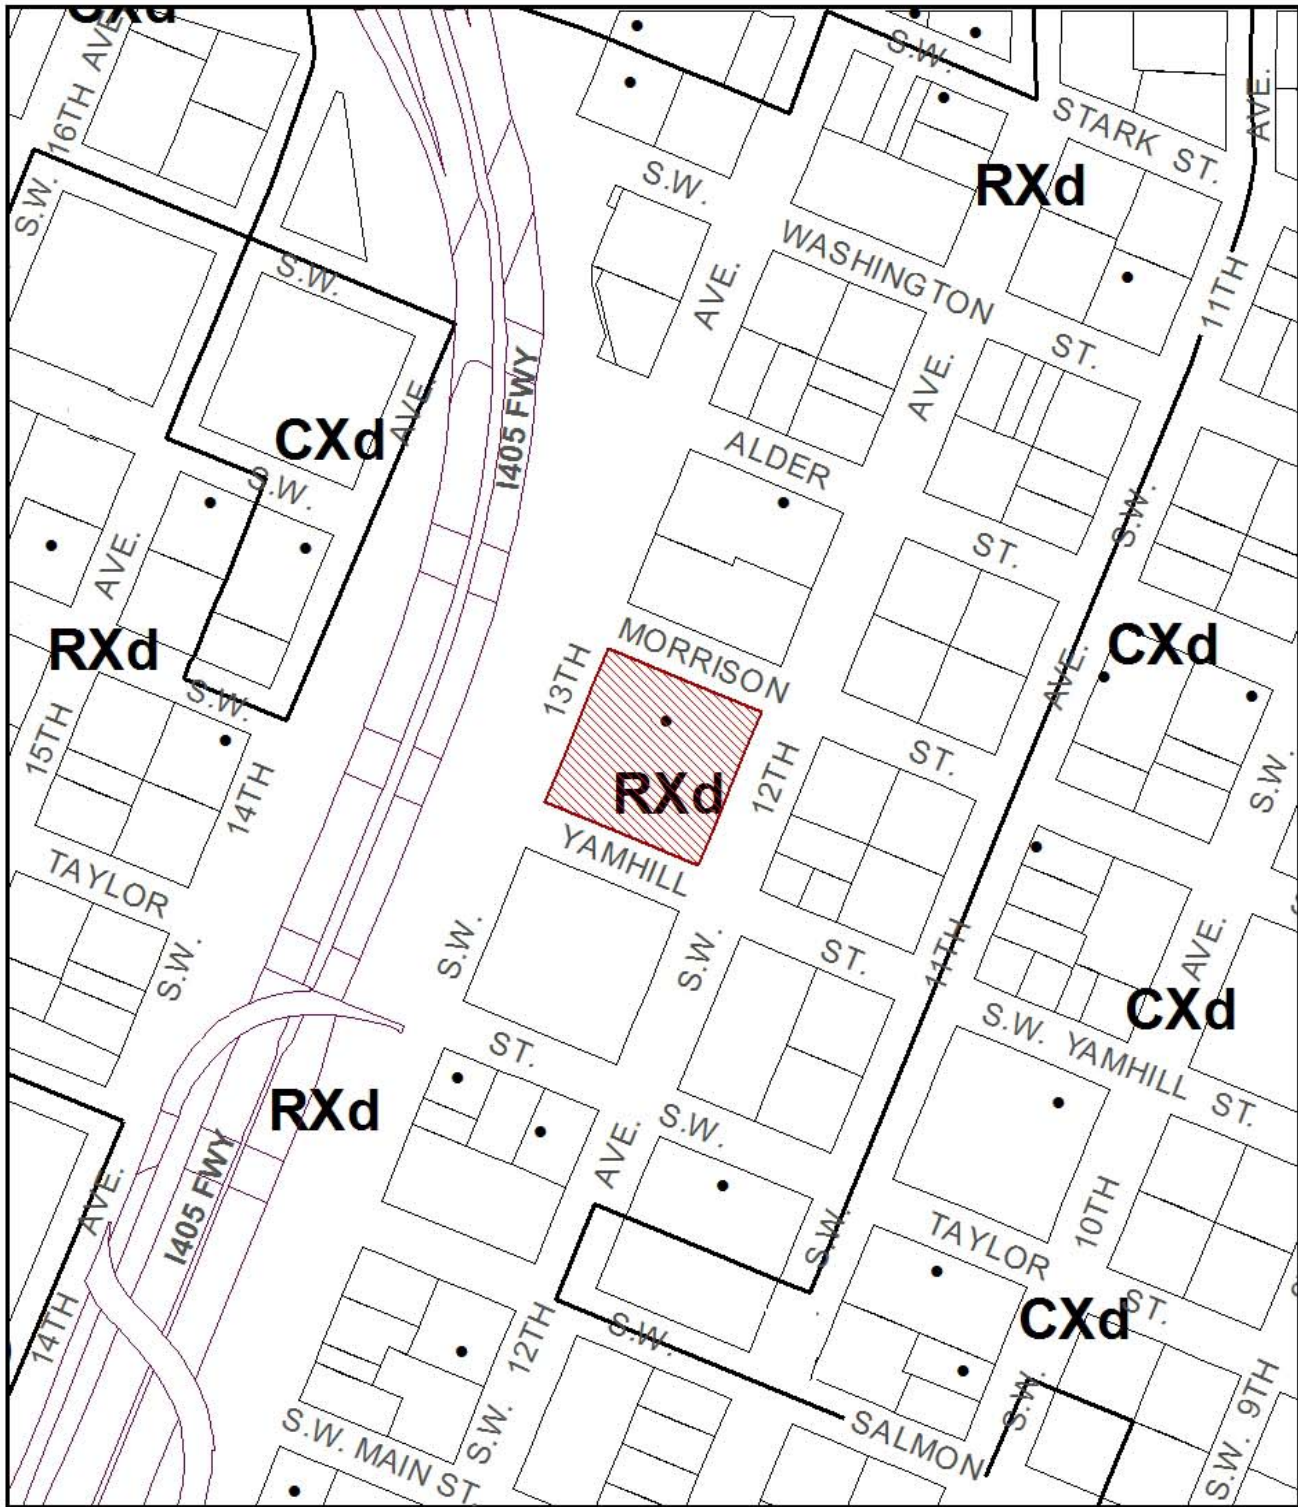 CXd
S.W. 16TH AVE.
S.W.
S.W.
STARK ST.
AVE.
RXd
S.W.
WASHINGTON
ST.
11TH
S.W.
AVE.
AVE.
I405 FWY
AVE.
CXd
S.W.
ALDER
ST.
S.W.
AVE.
RXd
S.W.
MORRISON
ST.
13TH
AVE.
CXd
15TH
14TH
RXd
12TH
S.W.
YAMHILL
ST.
TAYLOR
S.W.
S.W.
S.W.
11TH
AVE.
CXd
S.W. YAMHILL ST.
ST.
RXd
S.W.
AVE.
I405 FWY
AVE.
S.W.
TAYLOR
ST.
10TH
CXd
14TH
12TH
S.W.
S.W.
S.W. 9TH
S.W.
SALMON
S.W. MAIN ST.